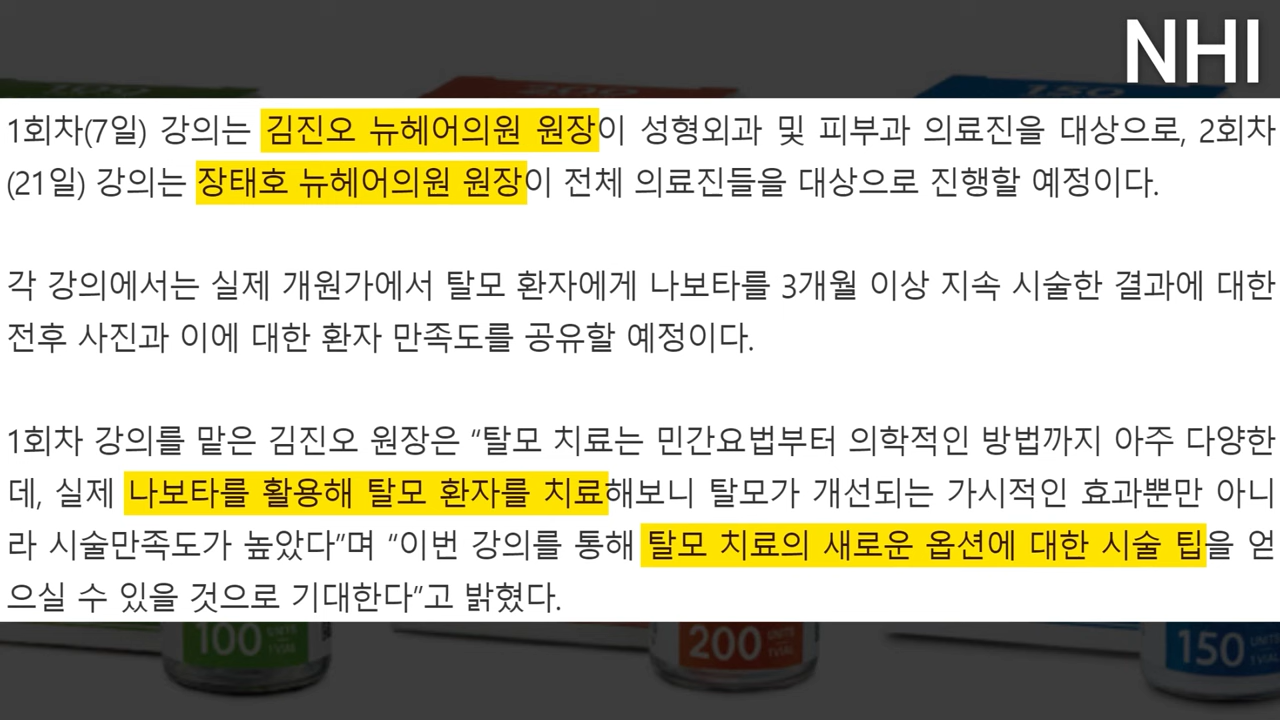 NHI
100
200
150
1회차(7일) 강의는 김진오 뉴헤어의원 원장이 성형외과 및 피부과 의료진을 대상으로, 2회차
(21일) 강의는 장태호 뉴헤어의원 원장이 전체 의료진들을 대상으로 진행할 예정이다.
각 강의에서는 실제 개원가에서 탈모 환자에게 나보타를 3개월 이상 지속 시술한 결과에 대한
전후 사진과 이에 대한 환자 만족도를 공유할 예정이다.
1회차 강의를 맡은 김진오 원장은 “탈모 치료는 민간요법부터 의학적인 방법까지 아주 다양한
데, 실제 나보타를 활용해 탈모 환자를 치료해보니 탈모가 개선되는 가시적인 효과뿐만 아니
라 시술만족도가 높았다”며 “이번 강의를 통해 탈모 치료의 새로운 옵션에 대한 시술 팁을 얻
으실 수 있을 것으로 기대한다”고 밝혔다.
100 UNITS
1 VIAL
200 UNITS
1 VIAL
150 UNITS
1 VIAL